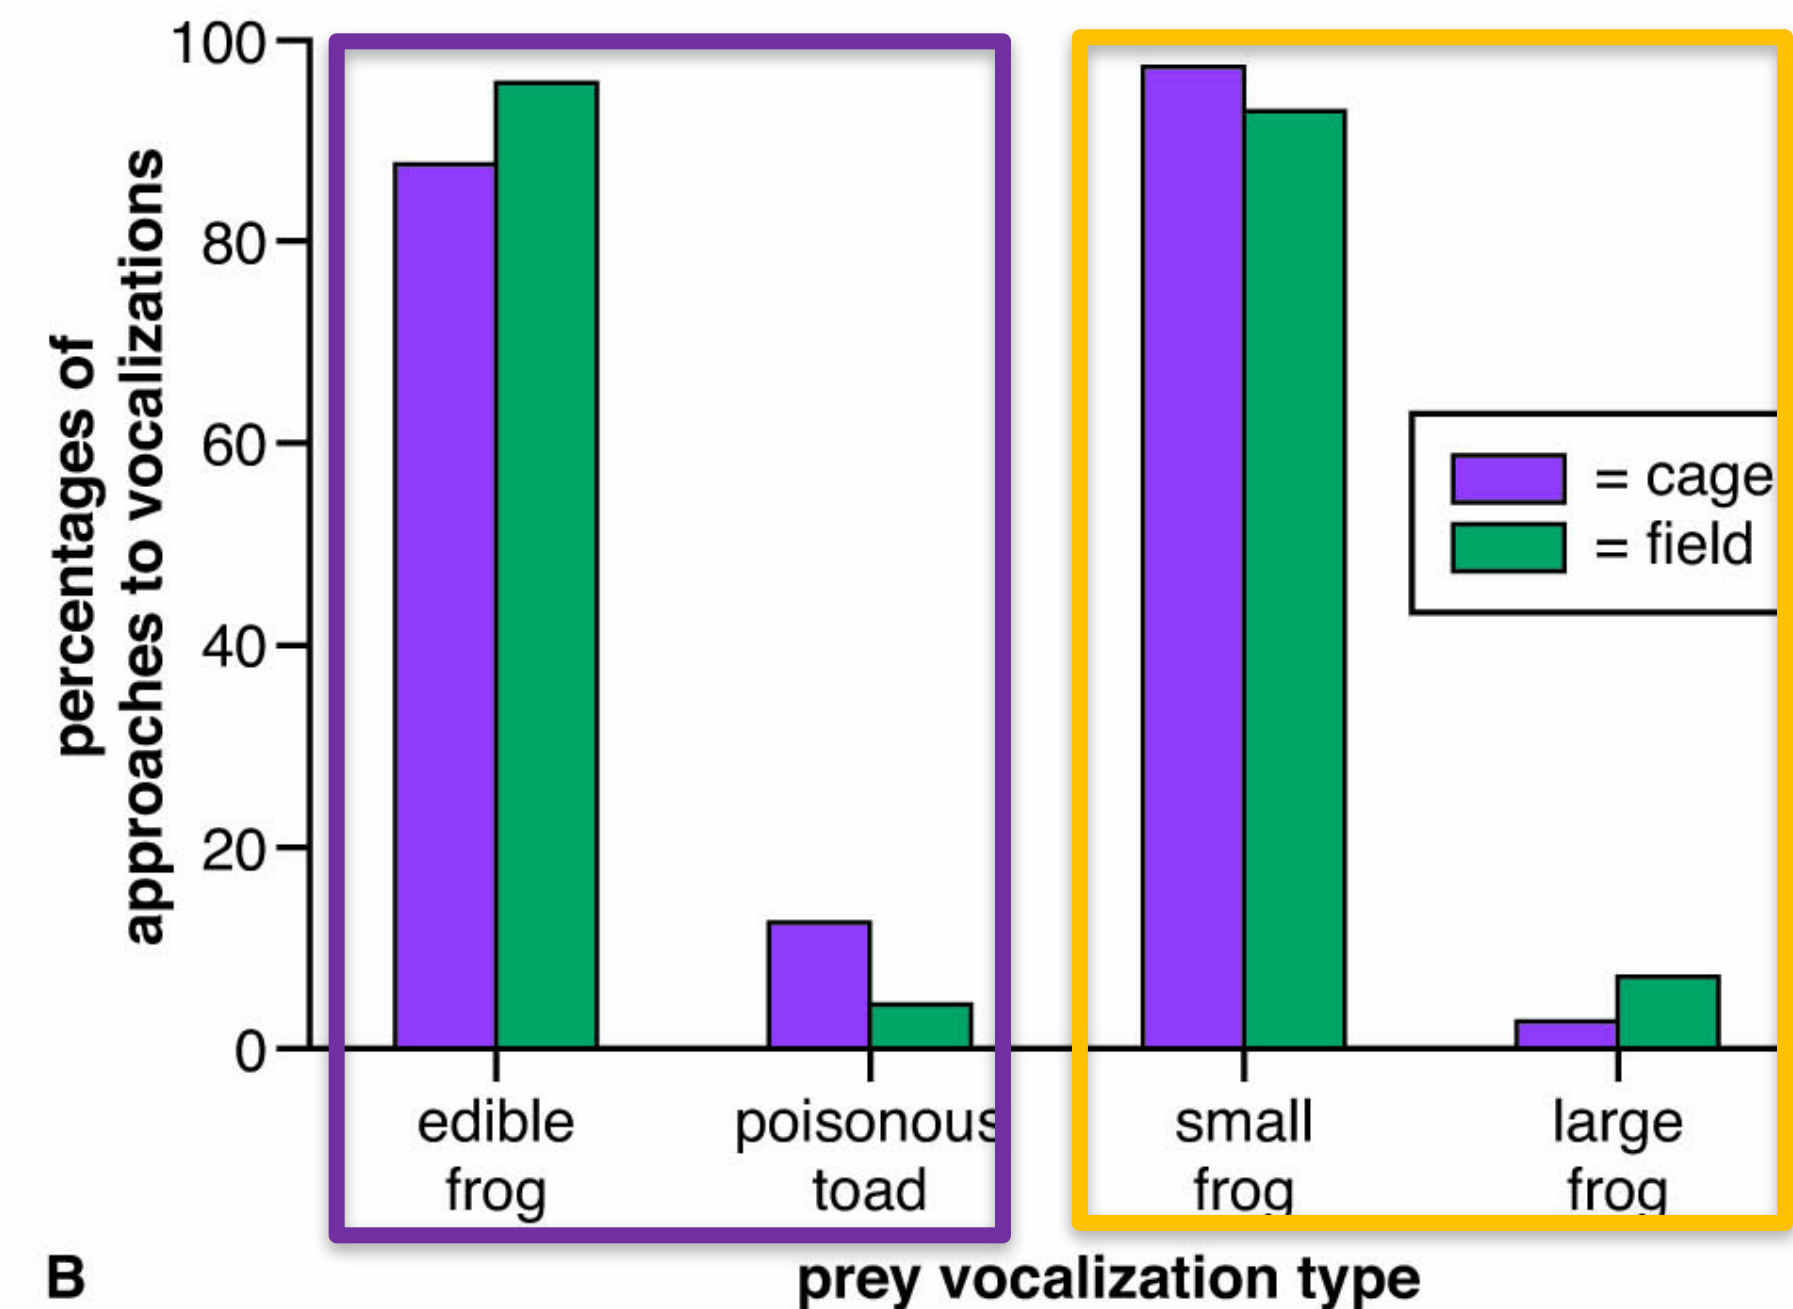 100
80
60
40
20
0
percentages of
approaches to vocalizations
= cage
= field
edible
frog
poisonous
toad
small
frog
large
frog
B
prey vocalization type